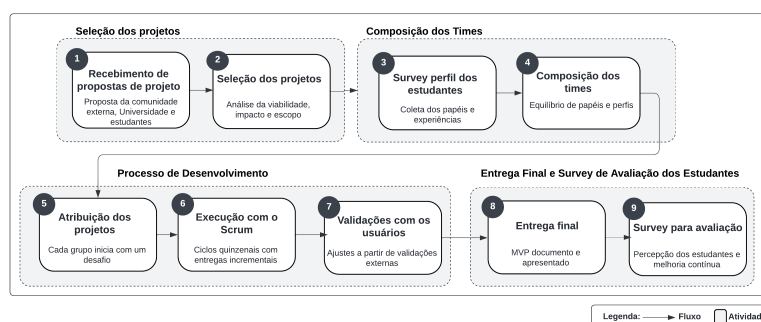 Seleção dos projetos
Composição dos Times
1
Recebimento de
propostas de projeto
Proposta da comunidade
externa, Universidade e
estudantes
2
Seleção dos projetos
Análise da viabilidade,
impacto e escopo
3
Survey perfil dos
estudantes
Coleta dos papéis e
experiências
4
Composição dos
times
Equilíbrio de papéis e perfis
Processo de Desenvolvimento
Entrega Final e Survey de Avaliação dos Estudantes
5
Atribuição dos
projetos
Cada grupo inicia com um
desafio
6
Execução com o
Scrum
Ciclos quinzenais com
entregas incrementais
7
Validações com os
usuários
Ajustes a partir de validações
externas
8
Entrega final
MVP documento e
apresentado
9
Survey para avaliação
Percepção dos estudantes e
melhoria contínua
Legenda: Fluxo Atividad